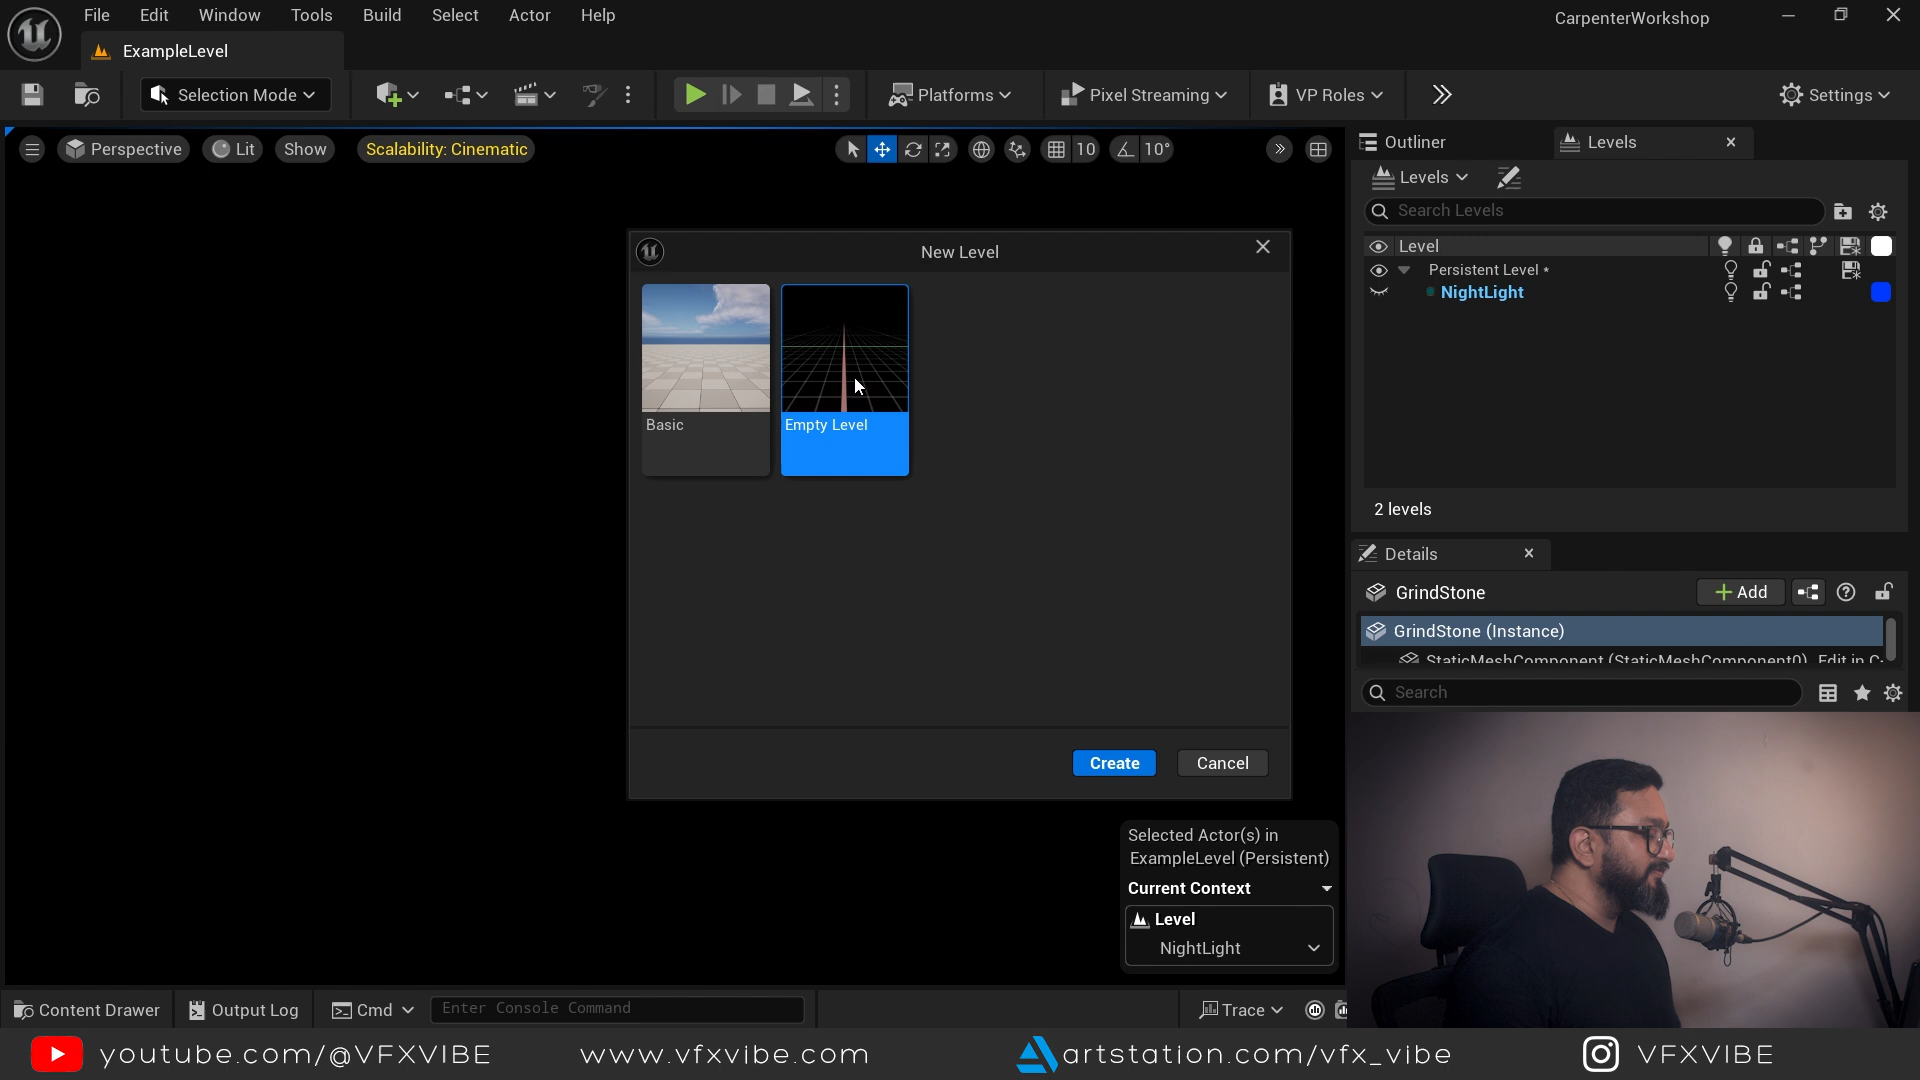 File Edit Window Tools Build Select Actor Help
CarpenterWorkshop
ExampleLevel
Selection Mode
Platforms
Pixel Streaming
VP Roles
Settings
Perspective
Lit
Show
Scalability: Cinematic
10
10°
Outliner
Levels
Levels
Search Levels
Level
Persistent Level *
NightLight
2 levels
New Level
Basic
Empty Level
Create
Cancel
Details
GrindStone
Add
GrindStone (Instance)
StaticMeshComponent (StaticMeshComponent0) Edit in C
Search
Selected Actor(s) in
ExampleLevel (Persistent)
Current Context
Level
NightLight
Content Drawer
Output Log
Cmd
Enter Console Command
Trace
youtube.com/@VFXVIBE
www.vfxvibe.com
artstation.com/vfx_vibe
VFXVIBE